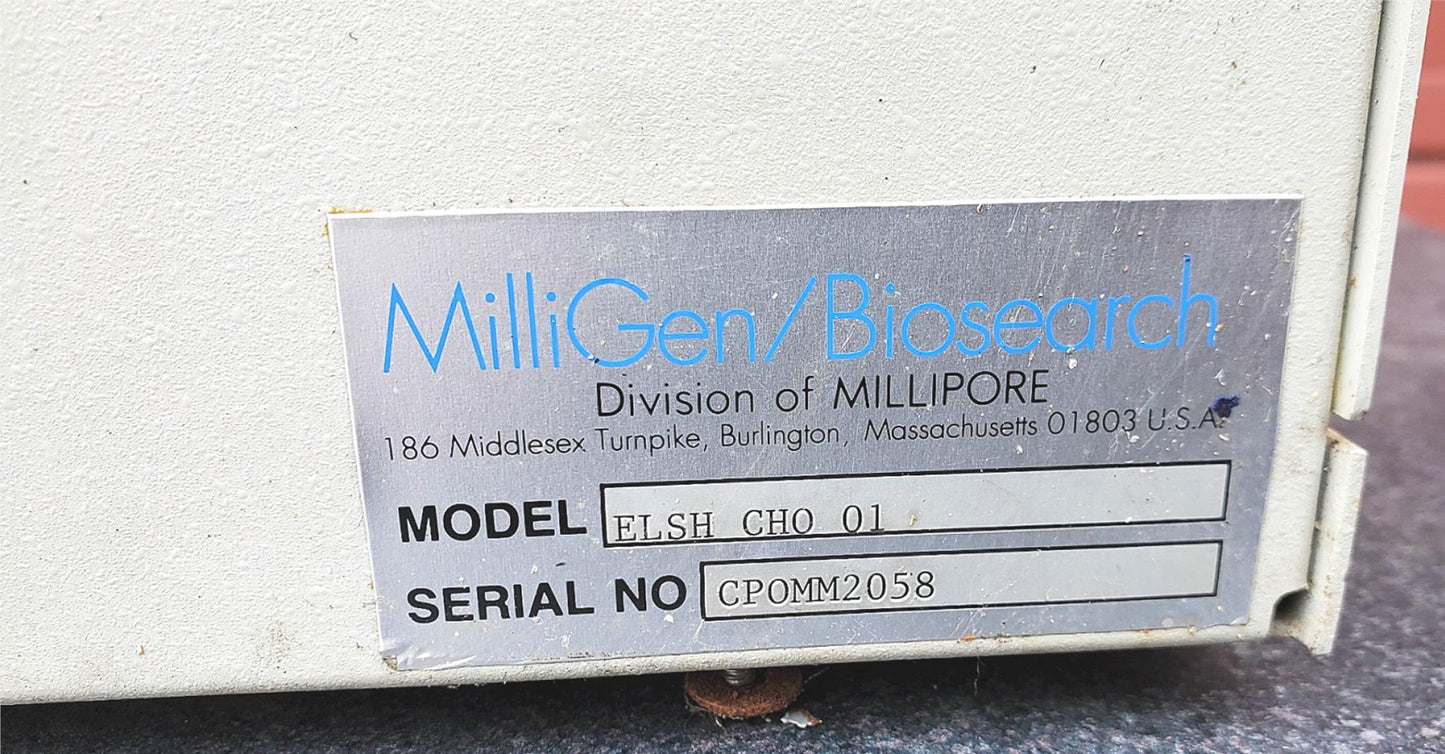 MilliGen/Biosearch
Division of MILLIPORE
186 Middlesex Turnpike, Burlington, Massachusetts 01803 U.S.A.
MODEL ELSH CHO 01
SERIAL NO CPOMM2058